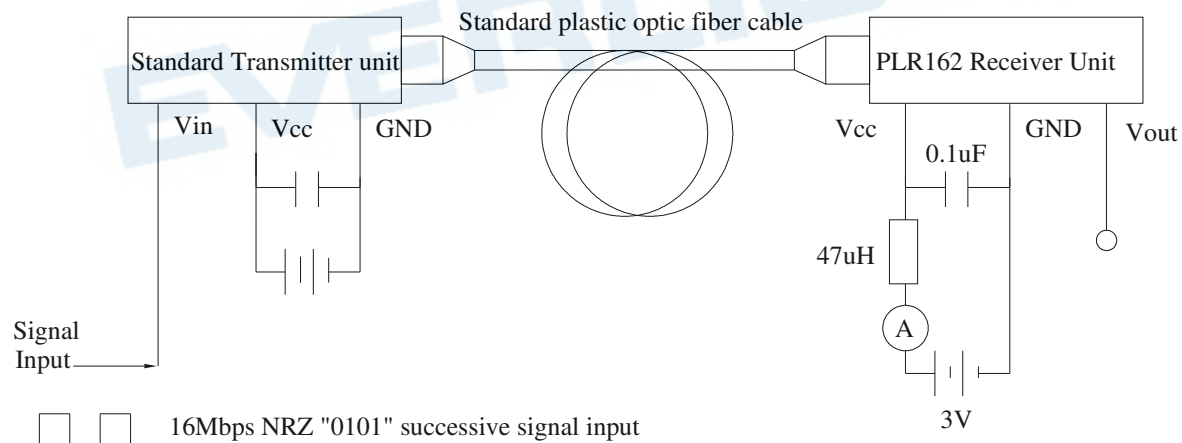 Standard plastic optic fiber cable
Standard Transmitter unit
PLR162 Receiver Unit
Vin
Vcc
GND
Vcc
GND
Vout
0.1uF
47uH
A
3V
Signal
Input
16Mbps NRZ "0101" successive signal input